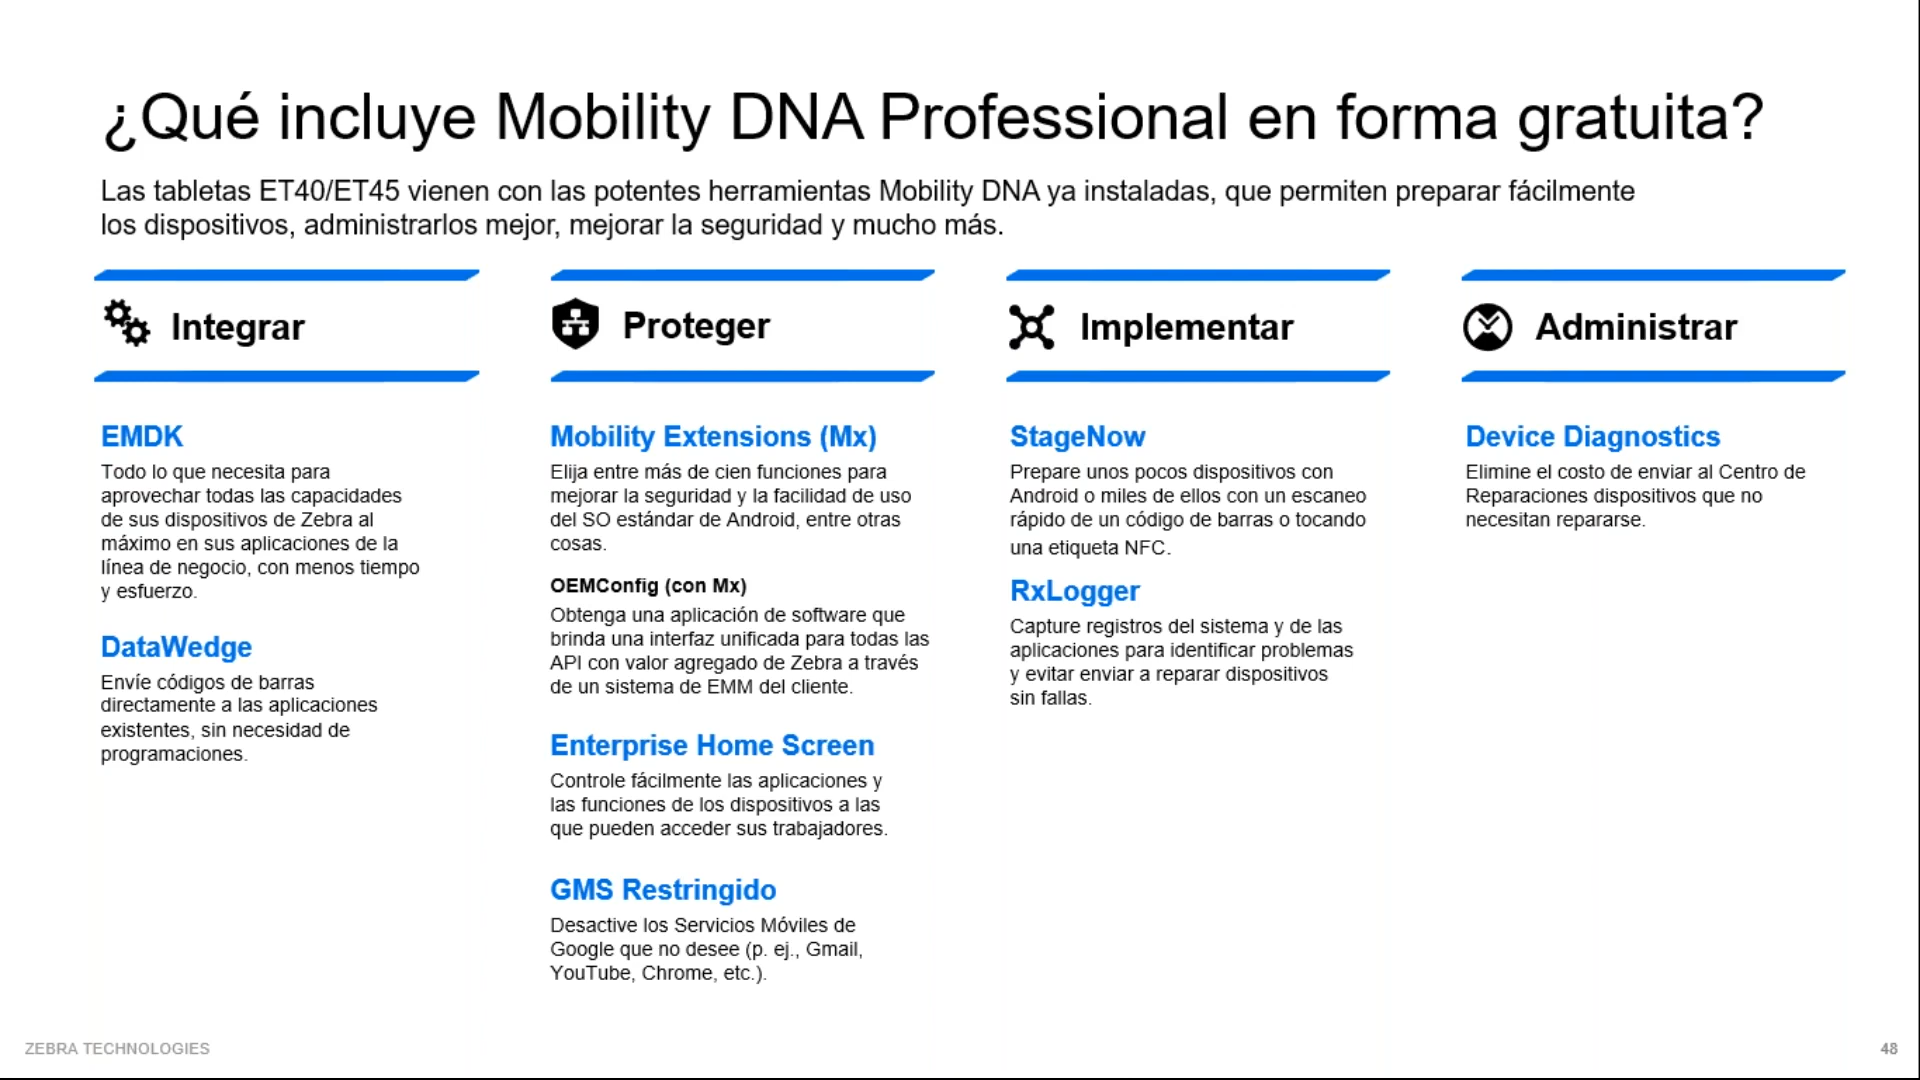 ¿Qué incluye Mobility DNA Professional en forma gratuita?
Las tabletas ET40/ET45 vienen con las potentes herramientas Mobility DNA ya instaladas, que permiten preparar fácilmente
los dispositivos, administrarlos mejor, mejorar la seguridad y mucho más.
Integrar
EMDK
Todo lo que necesita para
aprovechar todas las capacidades
de sus dispositivos de Zebra al
máximo en sus aplicaciones de la
línea de negocio, con menos tiempo
y esfuerzo.
DataWedge
Envíe códigos de barras
directamente a las aplicaciones
existentes, sin necesidad de
programaciones.
Proteger
Mobility Extensions (Mx)
Elija entre más de cien funciones para
mejorar la seguridad y la facilidad de uso
del SO estándar de Android, entre otras
cosas.
OEMConfig (con Mx)
Obtenga una aplicación de software que
brinda una interfaz unificada para todas las
API con valor agregado de Zebra a través
de un sistema de EMM del cliente.
Enterprise Home Screen
Controle fácilmente las aplicaciones y
las funciones de los dispositivos a las
que pueden acceder sus trabajadores.
GMS Restringido
Desactive los Servicios Móviles de
Google que no desee (p. ej., Gmail,
YouTube, Chrome, etc.).
Implementar
StageNow
Prepare unos pocos dispositivos con
Android o miles de ellos con un escaneo
rápido de un código de barras o tocando
una etiqueta NFC.
RxLogger
Capture registros del sistema y de las
aplicaciones para identificar problemas
y evitar enviar a reparar dispositivos
sin fallas.
Administrar
Device Diagnostics
Elimine el costo de enviar al Centro de
Reparaciones dispositivos que no
necesitan repararse.
ZEBRA TECHNOLOGIES
48